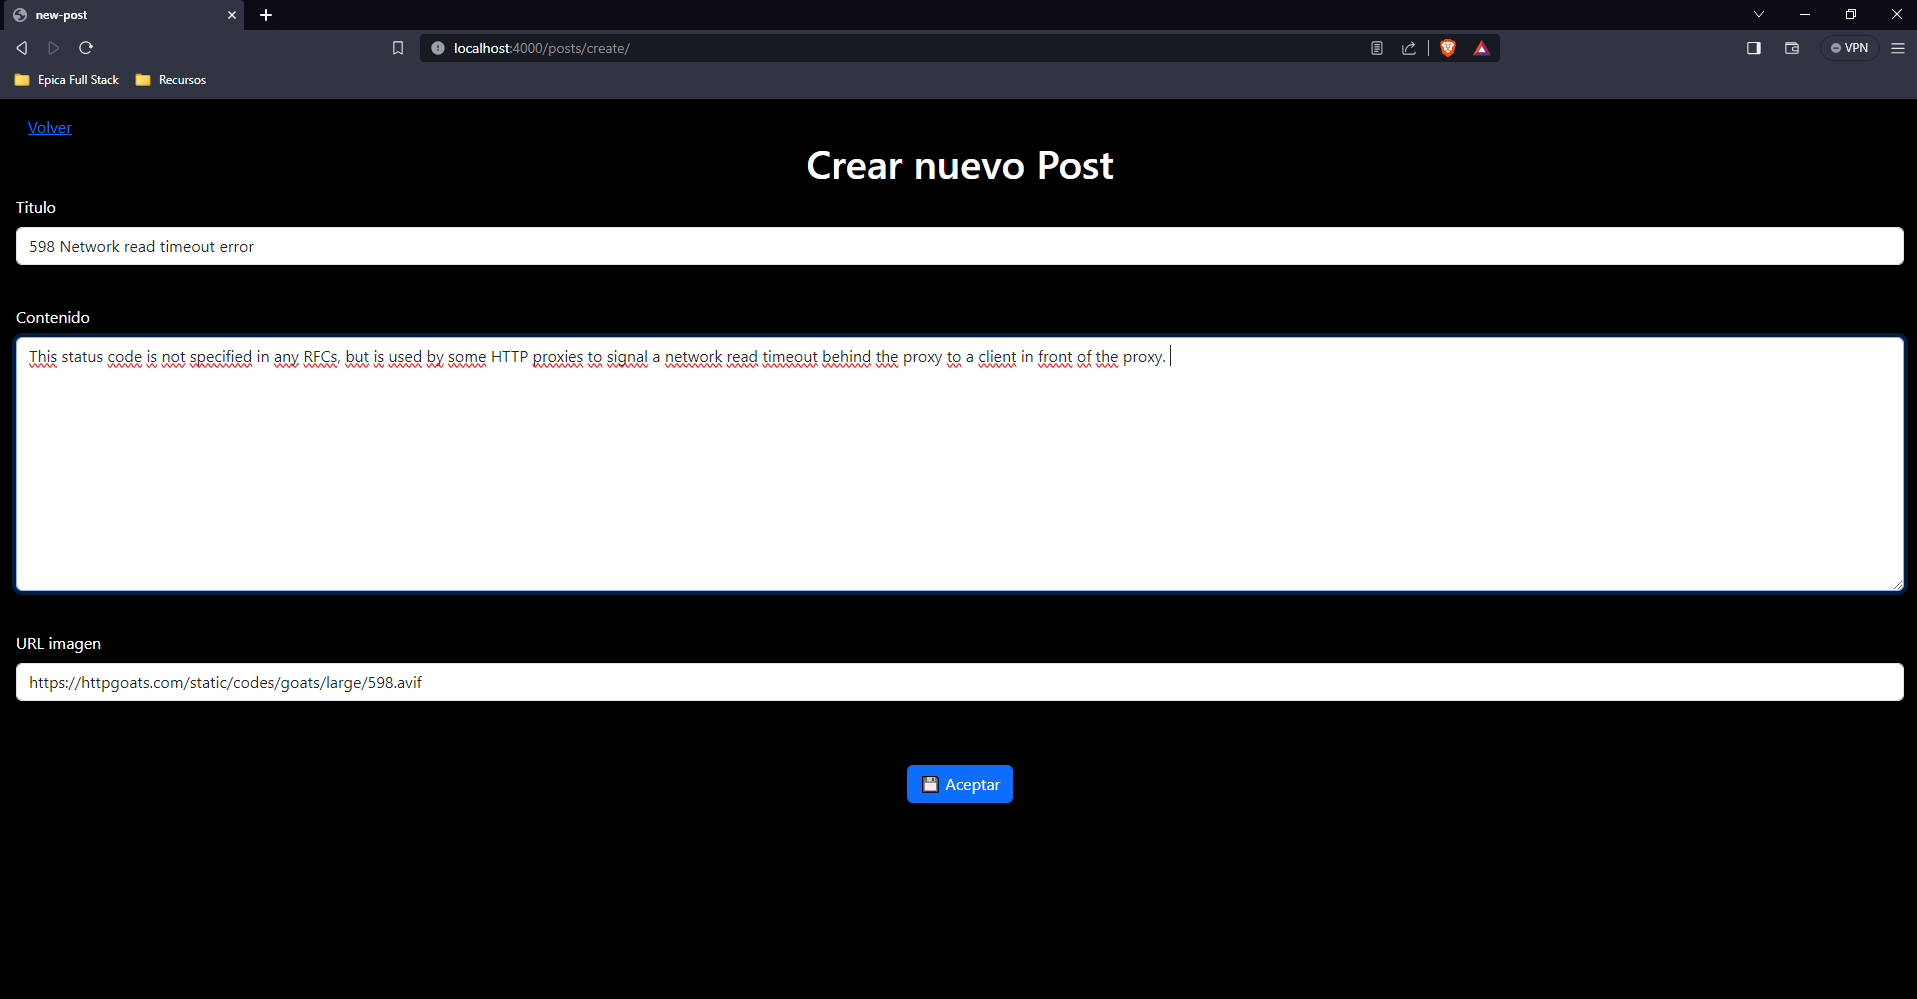 new-post
localhost:4000/posts/create/
VPN
Epica Full Stack
Recursos
Volver
Crear nuevo Post
Titulo
598 Network read timeout error
Contenido
This status code is not specified in any RFCs, but is used by some HTTP proxies to signal a network read timeout behind the proxy to a client in front of the proxy.
URL imagen
https://httpgoats.com/static/codes/goats/large/598.avif
Aceptar